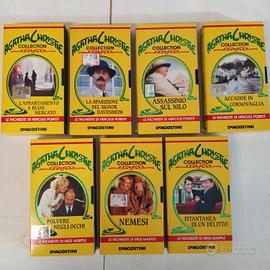 AGATHA CHRISTIE
COLLECTION
L'APPARTAMENTO
A BUON
MERCATO
LE INCHIESTE DI HERCULE POIROT
DEAGOSTINI
AGATHA CHRISTIE
COLLECTION
LA SPARIZIONE
DEL SIGNOR
DAVENHEIM
LE INCHIESTE DI HERCULE POIROT
DEAGOSTINI
AGATHA CHRISTIE
COLLECTION
ASSASSINIO
SUL NILO
LE INCHIESTE DI HERCULE POIROT
DEAGOSTINI
AGATHA CHRISTIE
COLLECTION
ACCADDE IN
CORNOVAGLIA
LE INCHIESTE DI HERCULE POIROT
DEAGOSTINI
AGATHA CHRISTIE
COLLECTION
POLVERE
NEGLI OCCHI
LE INCHIESTE DI MISS MARPLE
DEAGOSTINI
AGATHA CHRISTIE
COLLECTION
NEMESI
LE INCHIESTE DI MISS MARPLE
DEAGOSTINI
AGATHA CHRISTIE
COLLECTION
ISTANTANEA
DI UN DELITTO
LE INCHIESTE DI MISS MARPLE
DEAGOSTINI
subito